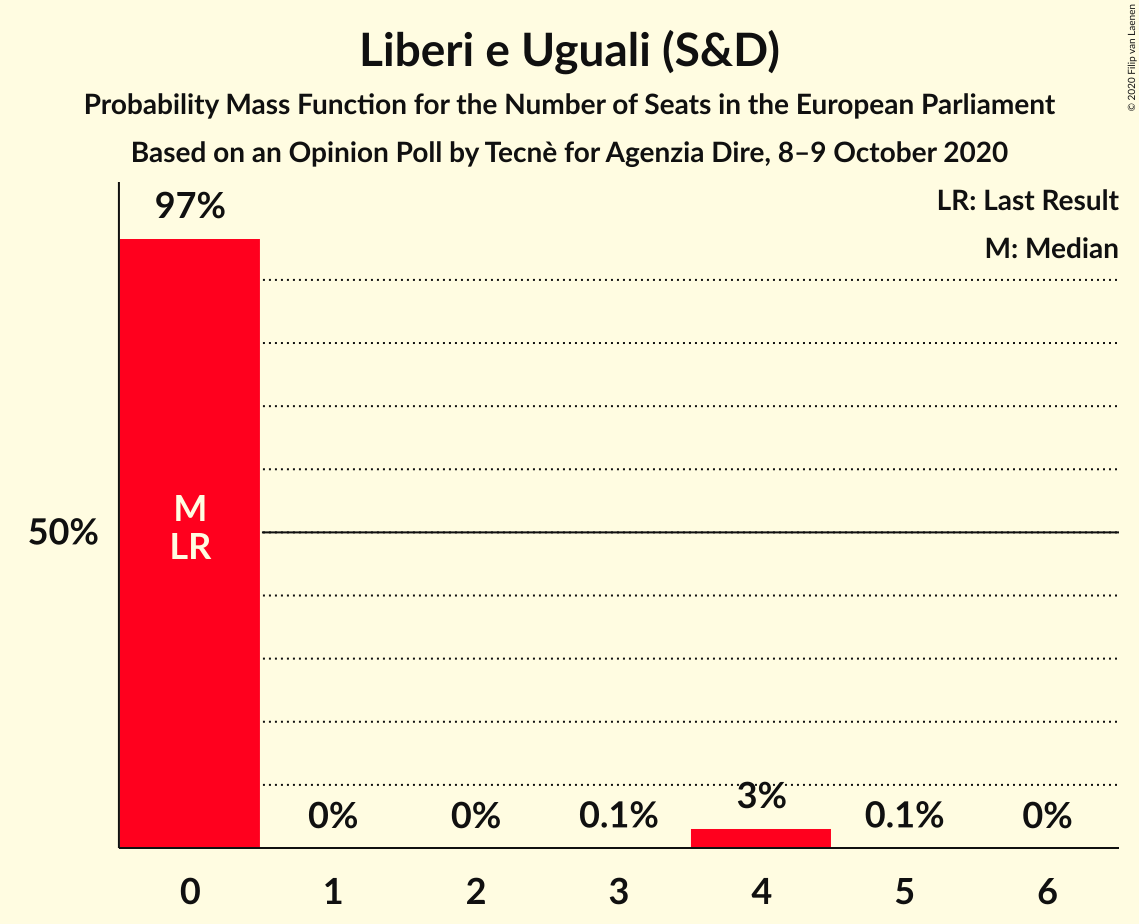 Liberi e Uguali (S&D)
Probability Mass Function for the Number of Seats in the European Parliament
Based on an Opinion Poll by Tecnè for Agenzia Dire, 8–9 October 2020
© 2020 Filip van Laenen
LR: Last Result
M: Median
97%
M
LR
50%
0%
0%
0.1%
3%
0.1%
0%
0
1
2
3
4
5
6